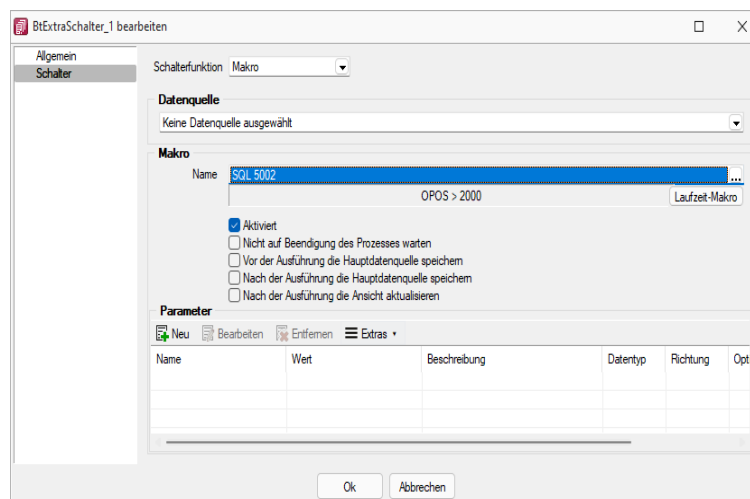 BtExtraSchalter_1 bearbeiten
Allgemein
Schalter
Schalterfunktion Makro
Datenquelle
Keine Datenquelle ausgewählt
Makro
Name SQL 5002 ...
OPOS > 2000 Laufzeit-Makro
Aktiviert
Nicht auf Beendigung des Prozesses warten
Vor der Ausführung die Hauptdatenquelle speichern
Nach der Ausführung die Hauptdatenquelle speichern
Nach der Ausführung die Ansicht aktualisieren
Parameter
Neu Bearbeiten Entfernen Extras
Name Wert Beschreibung Datentyp Richtung Opt
Ok Abbrechen